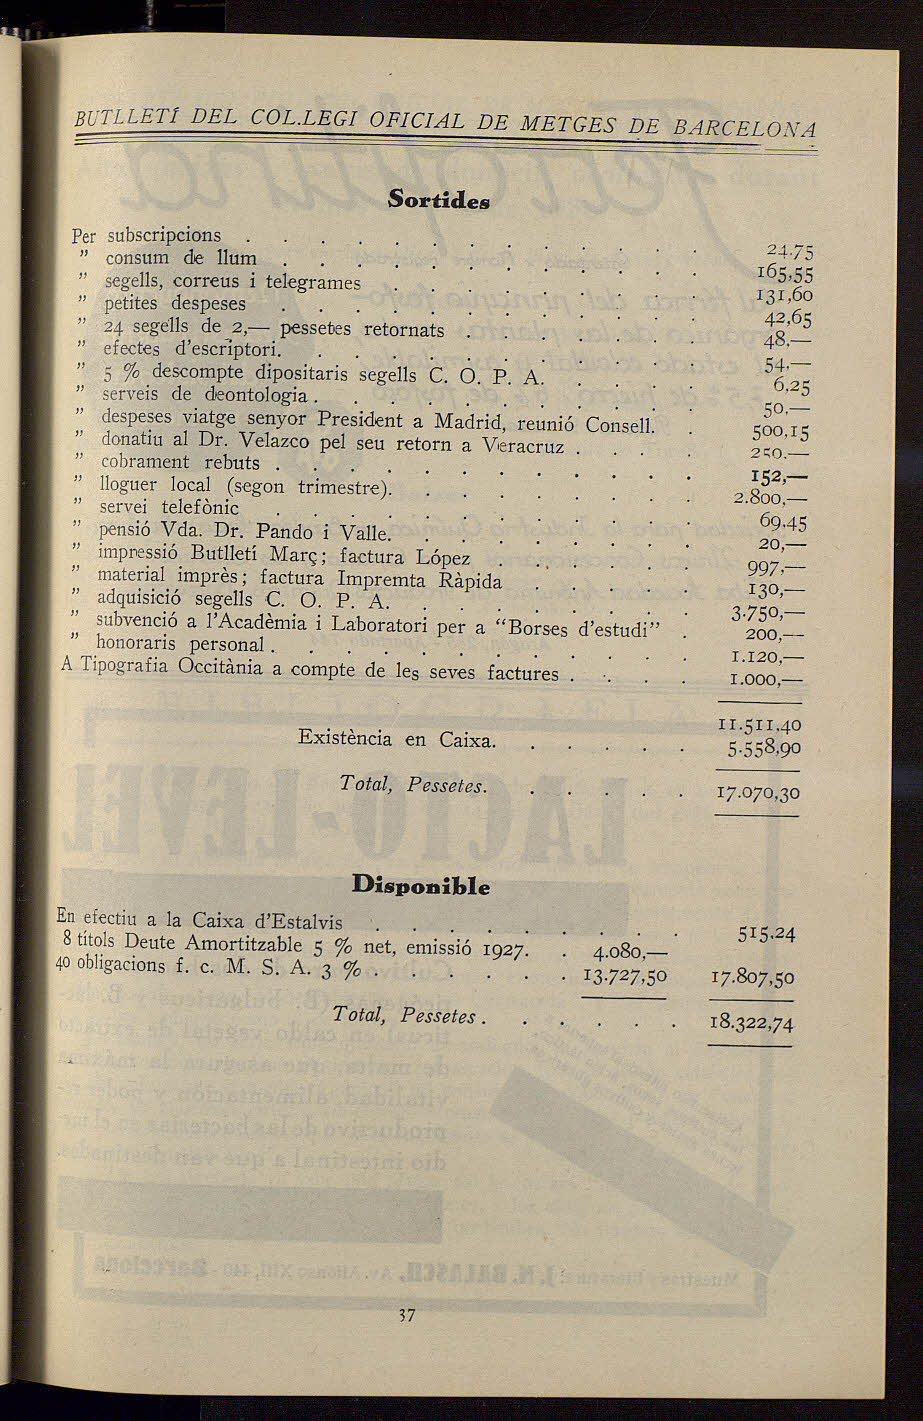 BUTLLETÍ DEL COL.LEGI OFICIAL DE METGES DE BARCELONA
Sortides
Per subscripcions . . . . . . . . . . . . 24,75
" consum de llum . . . . . . . . . . . . 165,55
" segells, correus i telegrames . . . . . . . . . 131,60
" petites despeses . . . . . . . . . . . . 42,65
" 24 segells de 2,— pessetes retornats . . . . . . . 48,—
" efectes d'escriptori. . . . . . . . . . . . 54,—
" 5 % descompte dipositaris segells C. O. P. A. . . . . . 6,25
" serveis de deontologia . . . . . . . . . . . 50,—
" despeses viatge senyor President a Madrid, reunió Consell. . 500,15
" donatiu al Dr. Velazco pel seu retorn a Veracruz . . . . 250.—
" cobrament rebuts . . . . . . . . . . . . 152,—
" lloguer local (segon trimestre). . . . . . . . . 2.800,—
" servei telefònic . . . . . . . . . . . . 69,45
" pensió Vda. Dr. Pando i Valle. . . . . . . . . 20,—
" impressió Butlletí Març; factura López . . . . . . 997,—
" material imprès; factura Impremta Ràpida . . . . . 130,—
" adquisició segells C. O. P. A. . . . . . . . . 3.750,—
" subvenció a l'Acadèmia i Laboratori per a “Borses d'estudi” . 200,—
" honoraris personal . . . . . . . . . . . . 1.120,—
A Tipografia Occitània a compte de les seves factures . . . . 1.000,—
11.511,40
Existència en Caixa. . . . . . 5.558,90
Total, Pessetes. . . . . . 17.070,30
Disponible
En efectiu a la Caixa d'Estalvis . . . . . . . . . 515,24
8 títols Deute Amortitzable 5 % net, emissió 1927. . 4.080,—
40 obligacions f. c. M. S. A. 3 % . . . . . . 13.727,50 17.807,50
Total, Pessetes . . . . . . 18.322,74
37